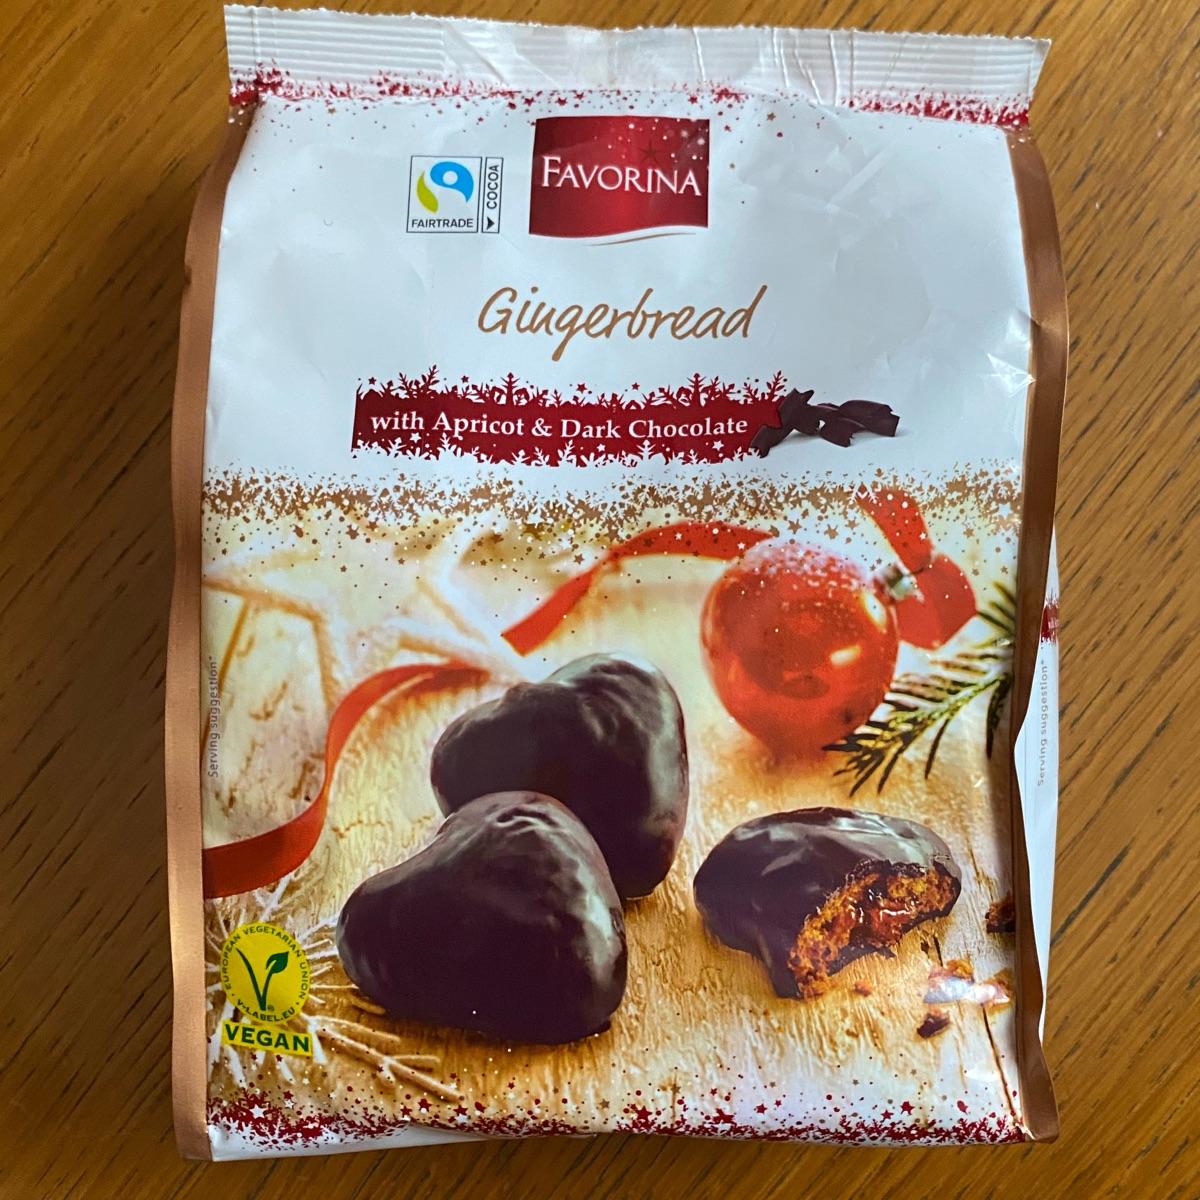 FAVORINA
FAIRTRADE
COCOA
Gingerbread
with Apricot & Dark Chocolate
Serving suggestion*
Serving suggestion*
EUROPEAN VEGETARIAN UNION
V-LABEL.EU
VEGAN